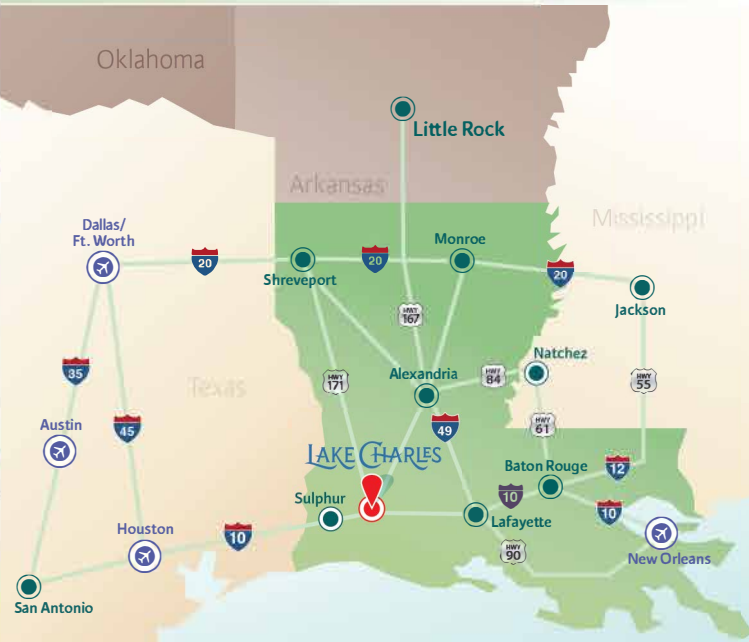 Oklahoma
Little Rock
Arkansas
Mississippi
Dallas/
Ft. Worth
20
Shreveport
20
Monroe
20
Jackson
HWY
167
35
HWY
171
Alexandria
HWY
84
Natchez
HWY
55
Texas
Austin
45
49
HWY
61
LAKE CHARLES
Baton Rouge
12
Sulphur
10
Lafayette
10
Houston
10
HWY
90
New Orleans
San Antonio